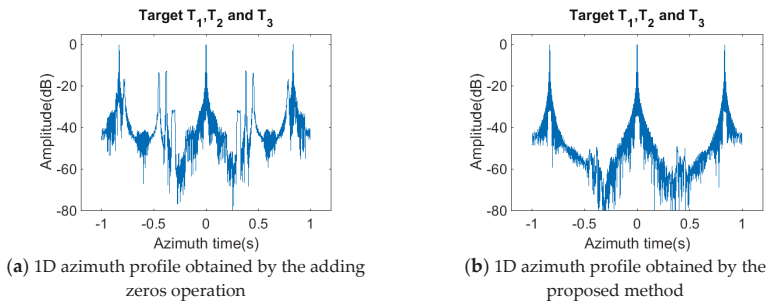 Target T1,T2 and T3
Amplitude(dB)
0
-20
-40
-60
-80
-1
-0.5
0
0.5
1
Azimuth time(s)
(a) 1D azimuth profile obtained by the adding
zeros operation
Target T1,T2 and T3
Amplitude(dB)
0
-20
-40
-60
-80
-1
-0.5
0
0.5
1
Azimuth time(s)
(b) 1D azimuth profile obtained by the
proposed method